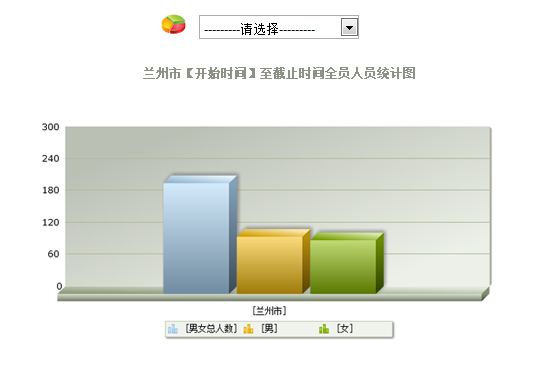 ---------请选择---------
兰州市〖开始时间〗至截止时间全员人员统计图
300
240
180
120
60
0
[兰州市]
[男女总人数] [男] [女]